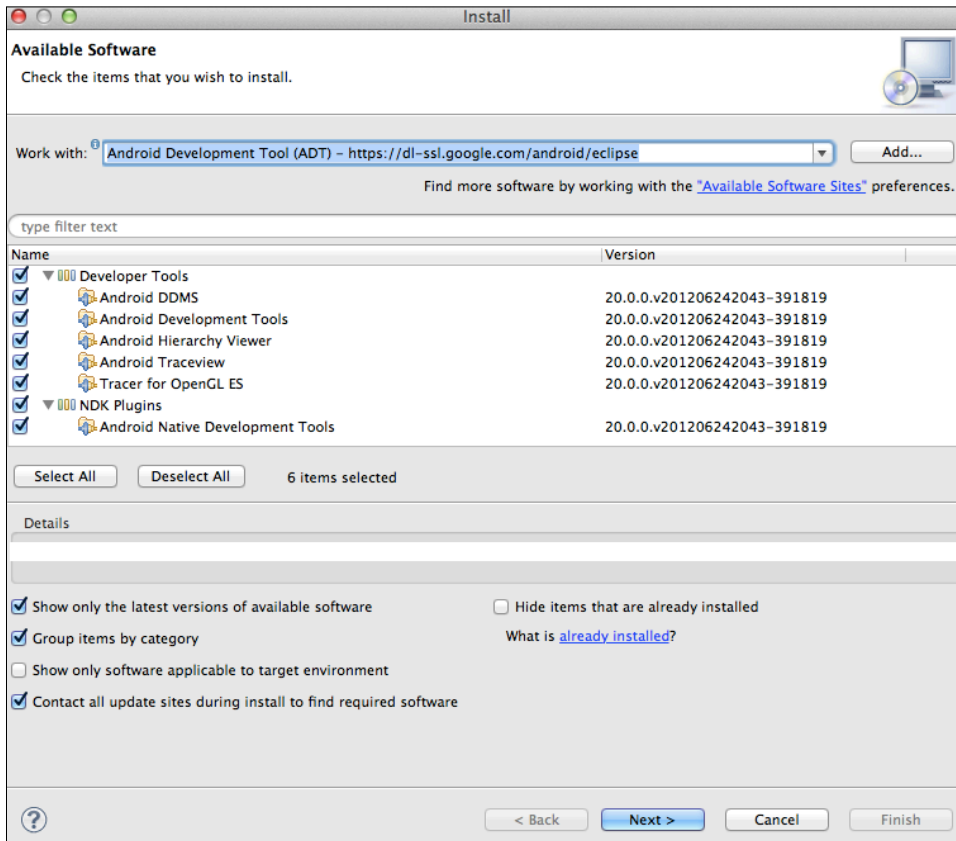 Install
Available Software
Check the items that you wish to install.
Work with: Android Development Tool (ADT) – https://dl-ssl.google.com/android/eclipse Add...
Find more software by working with the "Available Software Sites" preferences.
type filter text
Name Version
Developer Tools
Android DDMS 20.0.0.v201206242043-391819
Android Development Tools 20.0.0.v201206242043-391819
Android Hierarchy Viewer 20.0.0.v201206242043-391819
Android Traceview 20.0.0.v201206242043-391819
Tracer for OpenGL ES 20.0.0.v201206242043-391819
NDK Plugins
Android Native Development Tools 20.0.0.v201206242043-391819
Select All Deselect All 6 items selected
Details
Show only the latest versions of available software Hide items that are already installed
Group items by category What is already installed?
Show only software applicable to target environment
Contact all update sites during install to find required software
? < Back Next > Cancel Finish